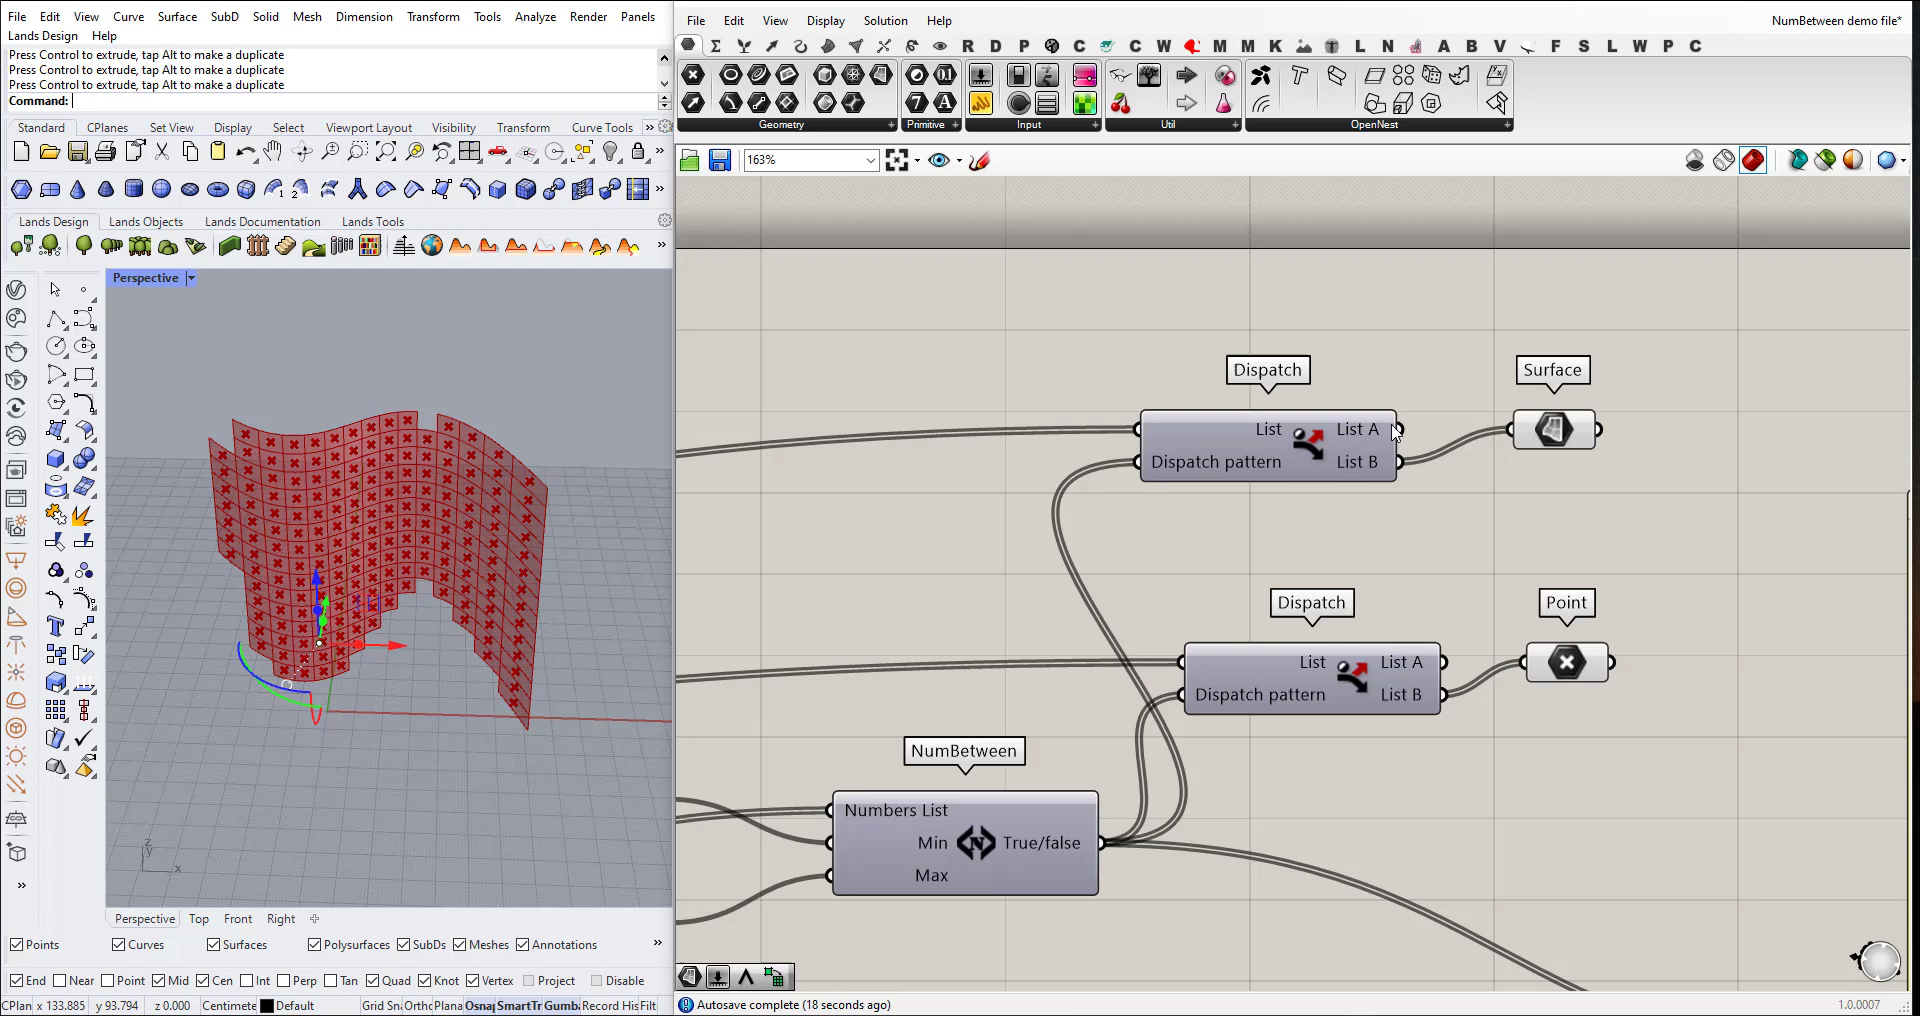 File Edit View Curve Surface SubD Solid Mesh Dimension Transform Tools Analyze Render Panels
Lands Design Help
Press Control to extrude, tap Alt to make a duplicate
Press Control to extrude, tap Alt to make a duplicate
Press Control to extrude, tap Alt to make a duplicate
Command:
Standard CPlanes Set View Display Select Viewport Layout Visibility Transform Curve Tools »
Lands Design Lands Objects Lands Documentation Lands Tools
Perspective
z
y
x
Perspective Top Front Right
Points Curves Surfaces Polysurfaces SubDs Meshes Annotations »
End Near Point Mid Cen Int Perp Tan Quad Knot Vertex Project Disable
CPlan x 133.885 y 93.794 z 0.000 Centimete Default Grid Sn Ortho Plana Osnap SmartTr Gumba Record His Filt
File Edit View Display Solution Help
NumBetween demo file*
R D P C C W M M K L N A B V F S L W P C
Geometry Primitive Input Util OpenNest
163%
Dispatch
List List A
Dispatch pattern List B
Surface
Dispatch
List List A
Dispatch pattern List B
Point
NumBetween
Numbers List
Min True/false
Max
Autosave complete (18 seconds ago)
1.0.0007